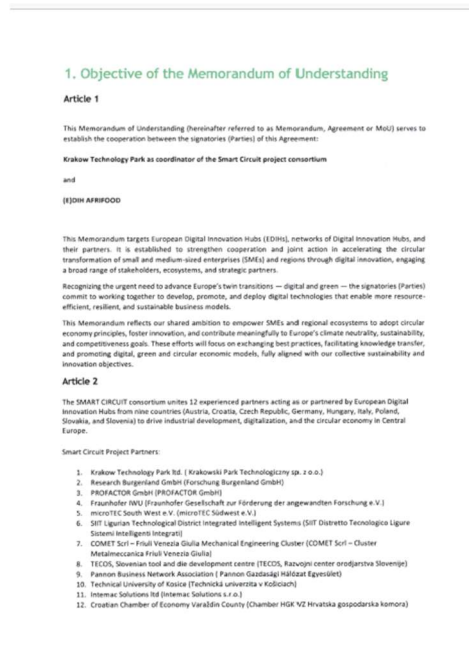 1. Objective of the Memorandum of Understanding
Article 1
This Memorandum of Understanding (hereinafter referred to as Memorandum, Agreement or MoU) serves to
establish the cooperation between the signatories (Parties) of this Agreement:
Krakow Technology Park as coordinator of the Smart Circuit project consortium
and
(E)DIH AFRIFOOD
This Memorandum targets European Digital Innovation Hubs (EDIHs), networks of Digital Innovation Hubs, and
their partners. It is established to strengthen cooperation and joint action in accelerating the circular
transformation of small and medium-sized enterprises (SMEs) and regions through digital innovation, engaging
a broad range of stakeholders, ecosystems, and strategic partners.
Recognizing the urgent need to advance Europe's twin transitions — digital and green — the signatories (Parties)
commit to working together to develop, promote, and deploy digital technologies that enable more resource-
efficient, resilient, and sustainable business models.
This Memorandum reflects our shared ambition to empower SMEs and regional ecosystems to adopt circular
economy principles, foster innovation, and contribute meaningfully to Europe's climate neutrality, sustainability,
and competitiveness goals. These efforts will focus on exchanging best practices, facilitating knowledge transfer,
and promoting digital, green and circular economic models, fully aligned with our collective sustainability and
innovation objectives.
Article 2
The SMART CIRCUIT consortium unites 12 experienced partners acting as or partnered by European Digital
Innovation Hubs from nine countries (Austria, Croatia, Czech Republic, Germany, Hungary, Italy, Poland,
Slovakia, and Slovenia) to drive industrial development, digitalization, and the circular economy in Central
Europe.
Smart Circuit Project Partners:
1. Krakow Technology Park ltd. ( Krakowski Park Technologiczny sp. z o.o.)
2. Research Burgenland GmbH (Forschung Burgenland GmbH)
3. PROFACTOR GmbH (PROFACTOR GmbH)
4. Fraunhofer IWU (Fraunhofer Gesellschaft zur Förderung der angewandten Forschung e.V.)
5. microTEC South West e.V. (microTEC Südwest e.V.)
6. SIIT Ligurian Technological District Integrated Intelligent Systems (SIIT Distretto Tecnologico Ligure
Sistemi Intelligenti Integrati)
7. COMET Scrl – Friuli Venezia Giulia Mechanical Engineering Cluster (COMET Scrl – Cluster
Metalmeccanica Friuli Venezia Giulia)
8. TECOS, Slovenian tool and die development centre (TECOS, Razvojni center orodjarstva Slovenije)
9. Pannon Business Network Association ( Pannon Gazdasági Hálózat Egyesület)
10. Technical University of Kosice (Technická univerzita v Košiciach)
11. Intemac Solutions ltd (Intemac Solutions s.r.o.)
12. Croatian Chamber of Economy Varaždin County (Chamber HGK VZ Hrvatska gospodarska komora)